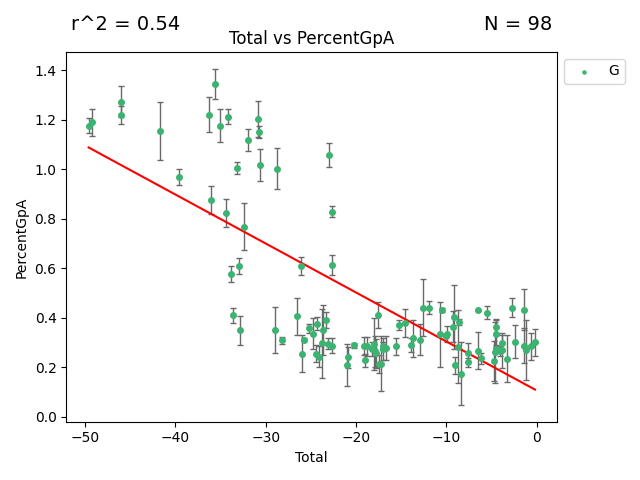 r^2 = 0.54
N = 98
Total vs PercentGpA
G
1.4
1.2
1.0
0.8
0.6
0.4
0.2
0.0
PercentGpA
−50
−40
−30
−20
−10
0
Total